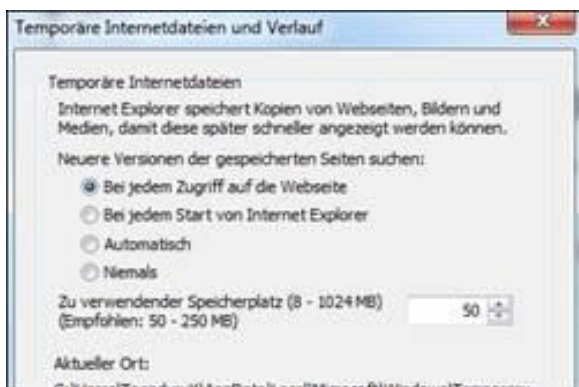 Temporäre Internetdateien und Verlauf
Temporäre Internetdateien
Internet Explorer speichert Kopien von Webseiten, Bildern und
Medien, damit diese später schneller angezeigt werden können.
Neuere Versionen der gespeicherten Seiten suchen:
Bei jedem Zugriff auf die Webseite
Bei jedem Start von Internet Explorer
Automatisch
Niemals
Zu verwendender Speicherplatz (8 - 1024 MB)
(Empfohlen: 50 - 250 MB)
50
Aktueller Ort: